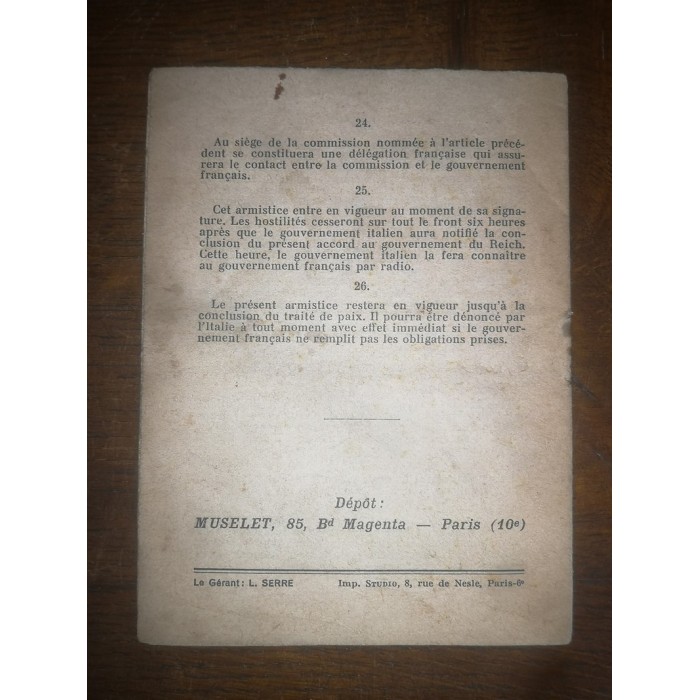 24.
Au siège de la commission nommée à l'article précé-
dent se constituera une délégation française qui assu-
rera le contact entre la commission et le gouvernement
français.
25.
Cet armistice entre en vigueur au moment de sa signa-
ture. Les hostilités cesseront sur tout le front six heures
après que le gouvernement italien aura notifié la con-
clusion du présent accord au gouvernement du Reich.
Cette heure, le gouvernement italien la fera connaître
au gouvernement français par radio.
26.
Le présent armistice restera en vigueur jusqu'à la
conclusion du traité de paix. Il pourra être dénoncé par
l'Italie à tout moment avec effet immédiat si le gouver-
nement français ne remplit pas les obligations prises.
Dépôt :
MUSELET, 85, Bd Magenta — Paris (10e)
Le Gérant : L. SERRE Imp. STUDIO, 8, rue de Nesle, Paris-6e